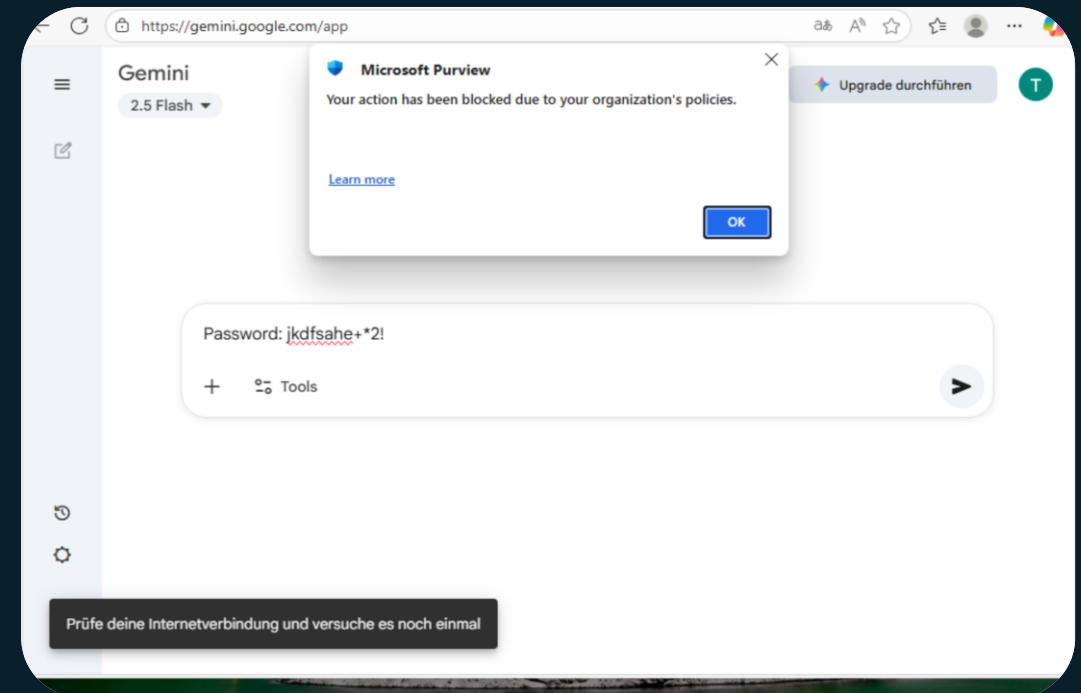 https://gemini.google.com/app
Gemini
2.5 Flash
Microsoft Purview
Your action has been blocked due to your organization's policies.
Learn more
OK
Upgrade durchführen
T
Password: jkdfsahe+*2!
Tools
Prüfe deine Internetverbindung und versuche es noch einmal